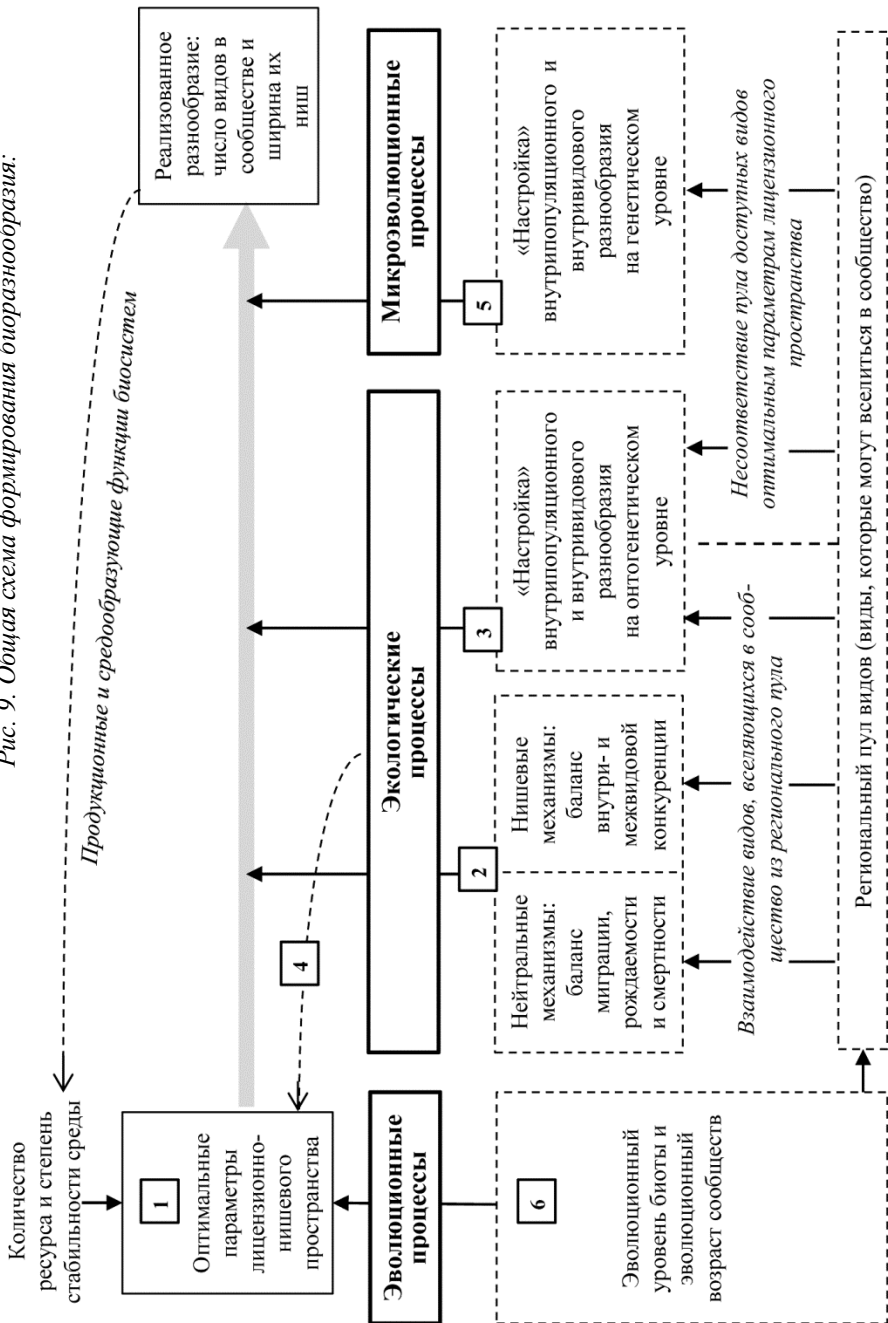 Рис. 9. Общая схема формирования биоразнообразия:
Количество
ресурса и степень
стабильности среды
Продукционные и средообразующие функции биосистем
Реализованное
разнообразие:
число видов в
сообществе и
ширина их
ниш
1
Оптимальные
параметры
лицензионно-
нишевого
пространства
4
Эволюционные
процессы
Экологические
процессы
Микроэволюционные
процессы
6
Эволюционный
уровень биоты и
эволюционный
возраст сообществ
2
Нейтральные
механизмы:
баланс
миграции,
рождаемости
и смертности
Нишевые
механизмы:
баланс
внутри- и
межвидовой
конкуренции
3
«Настройка»
внутрипопуляционного
и внутривидового
разнообразия
на онтогенетическом
уровне
5
«Настройка»
внутрипопуляционного и
внутривидового
разнообразия
на генетическом
уровне
Взаимодействие видов, вселяющихся в сооб-
щество из регионального пула
Несоответствие пула доступных видов
оптимальным параметрам лицензионного
пространства
Региональный пул видов (виды, которые могут вселиться в сообщество)